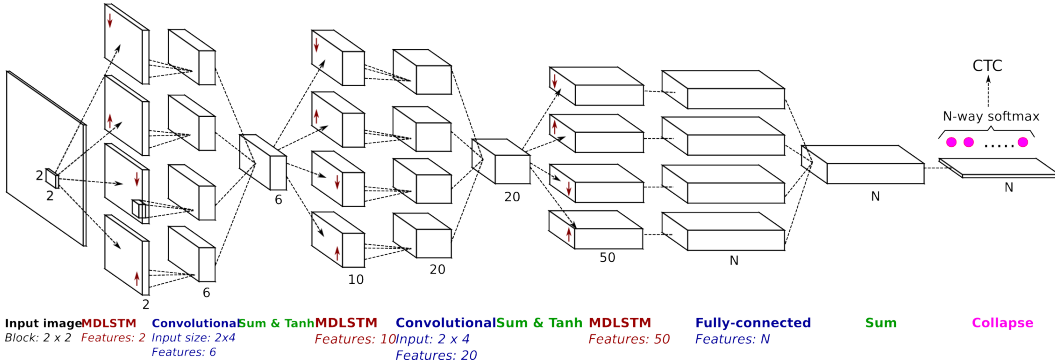 CTC
N-way softmax
.....
2
2
2
6
6
10
20
20
50
N
N
N
Input image
Block: 2 x 2
MDLSTM
Features: 2
Convolutional
Input size: 2x4
Features: 6
Sum & Tanh
MDLSTM
Features: 10
Convolutional
Input: 2 x 4
Features: 20
Sum & Tanh
MDLSTM
Features: 50
Fully-connected
Features: N
Sum
Collapse